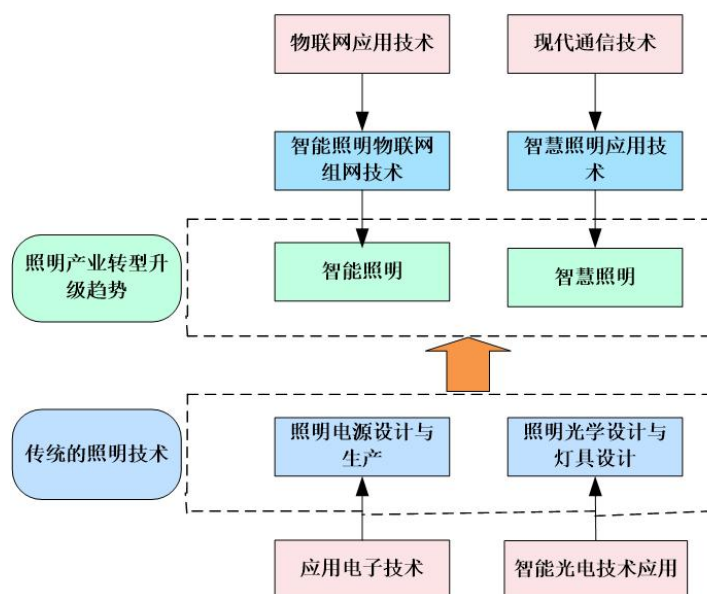 物联网应用技术
现代通信技术
智能照明物联网
组网技术
智慧照明应用技
术
照明产业转型升
级趋势
智能照明
智慧照明
传统的照明技术
照明电源设计与
生产
照明光学设计与
灯具设计
应用电子技术
智能光电技术应用